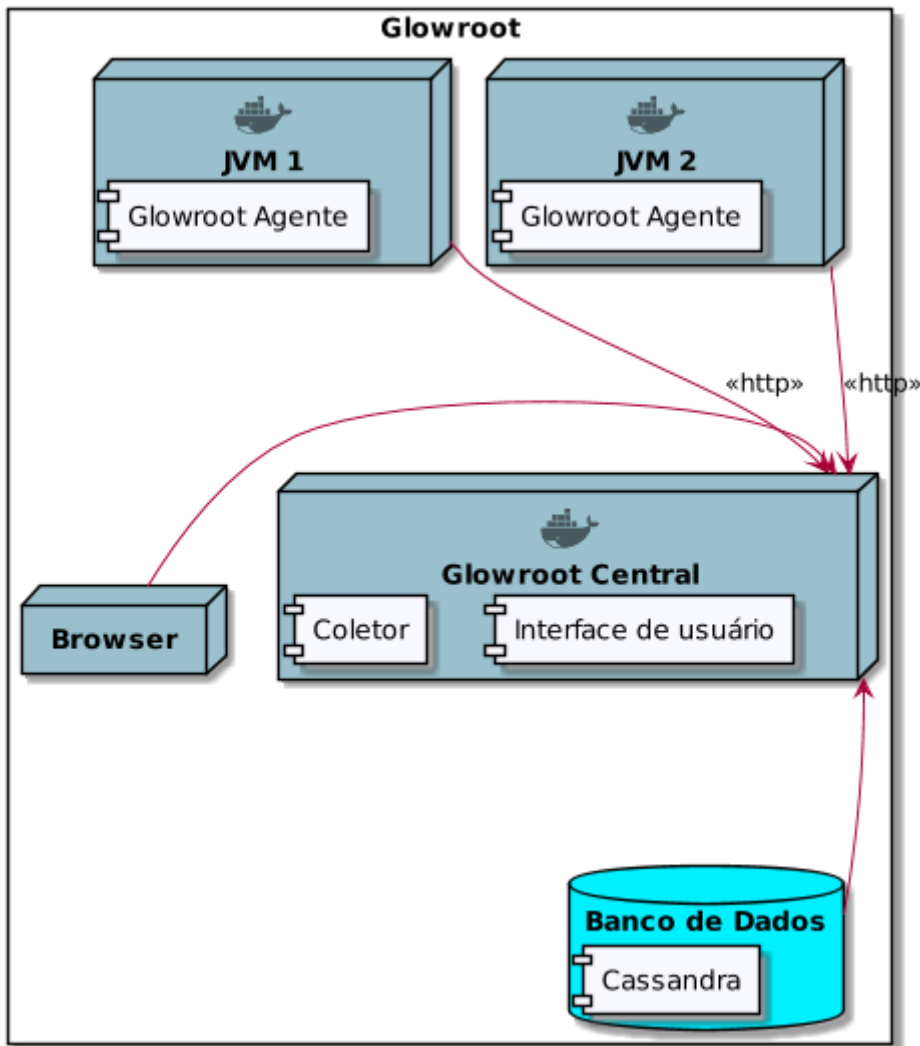 Glowroot
JVM 1
Glowroot Agente
JVM 2
Glowroot Agente
«http»
«http»
Glowroot Central
Coletor
Interface de usuário
Browser
Banco de Dados
Cassandra